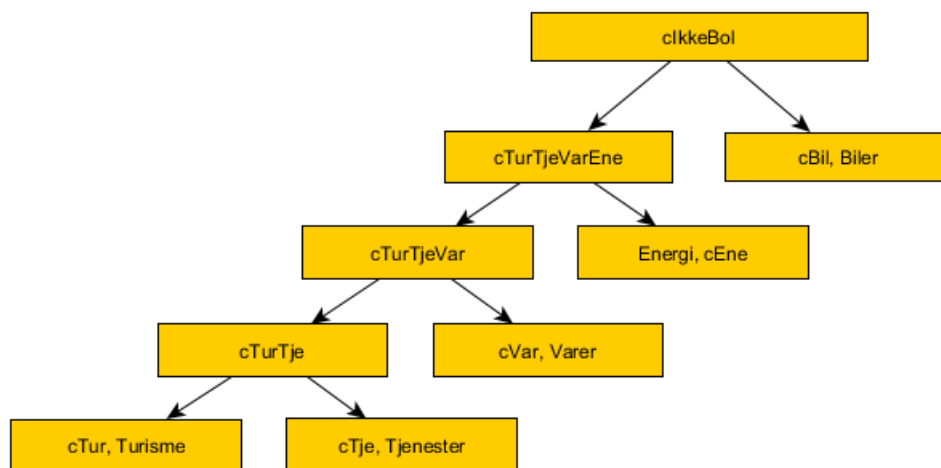 cIkkeBol
cTurTjeVarEne
cBil, Biler
cTurTjeVar
Energi, cEne
cTurTje
cVar, Varer
cTur, Turisme
cTje, Tjenester